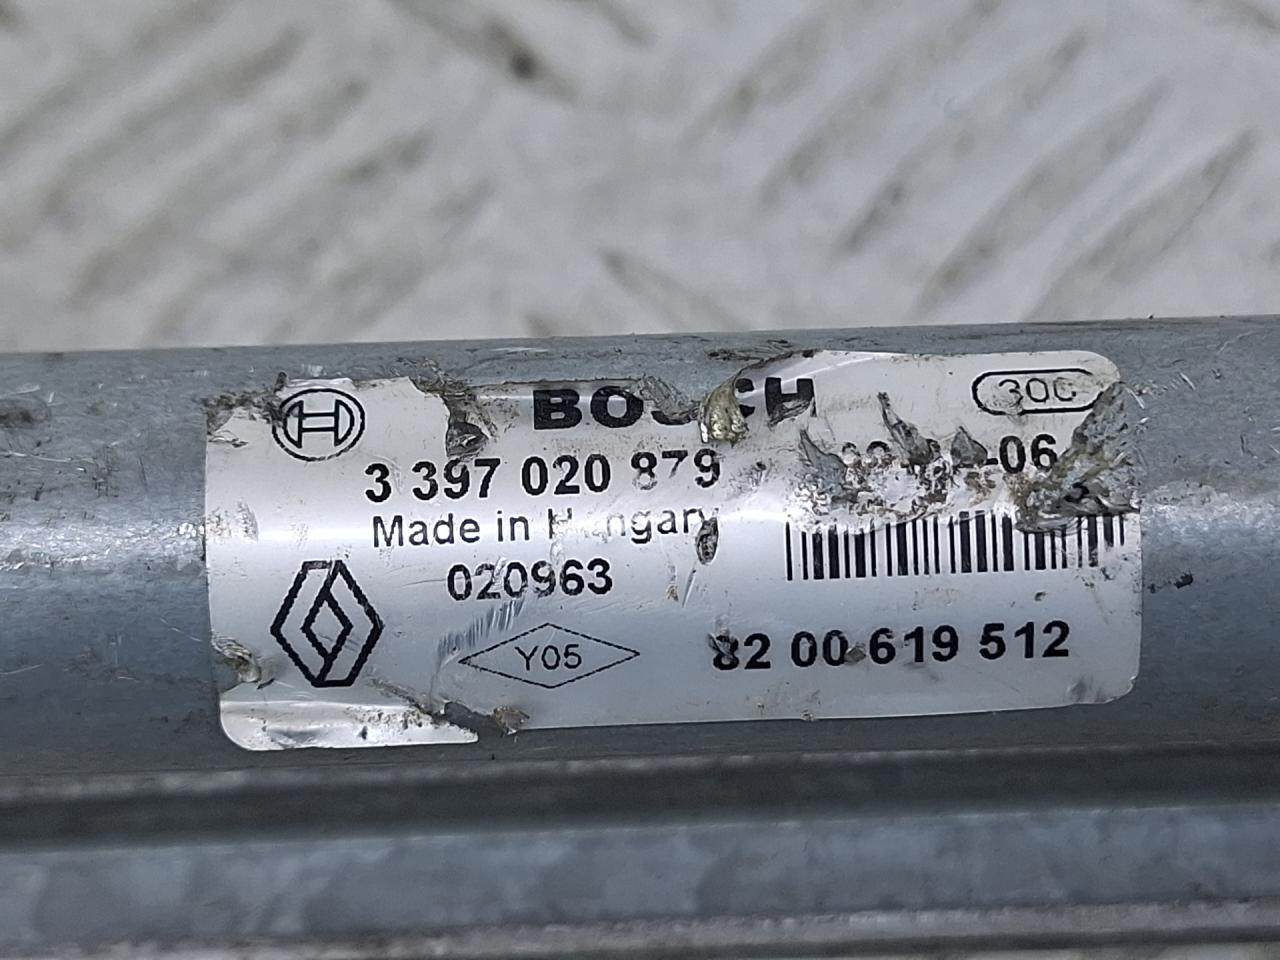 BOSCH
30C
3 397 020 879
Made in Hungary
020963
Y05
82 00 619 512